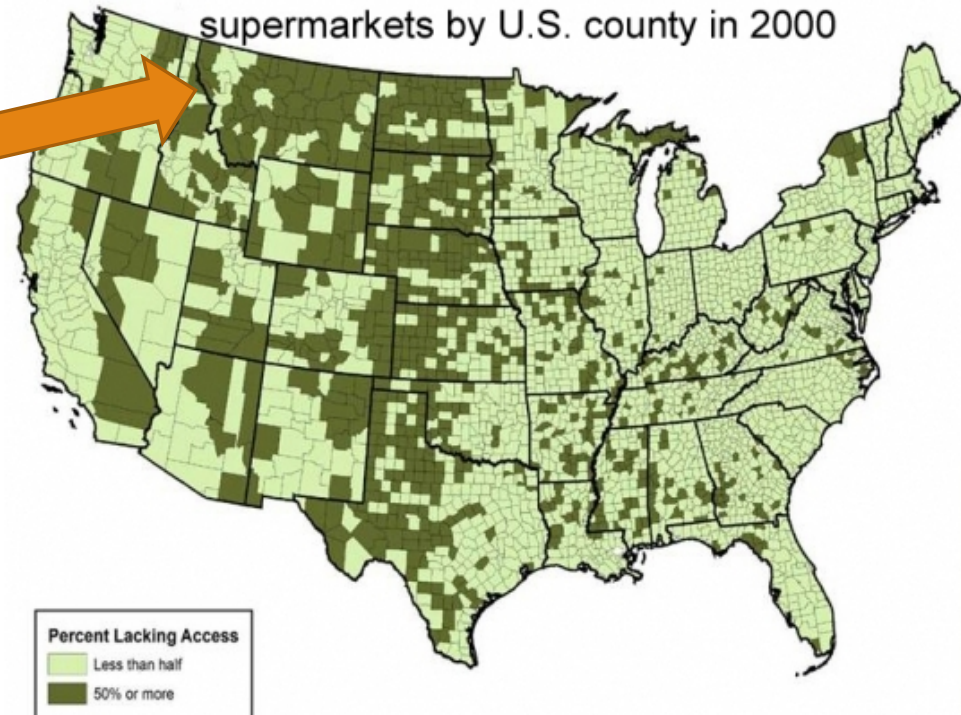 supermarkets by U.S. county in 2000
Percent Lacking Access
Less than half
50% or more